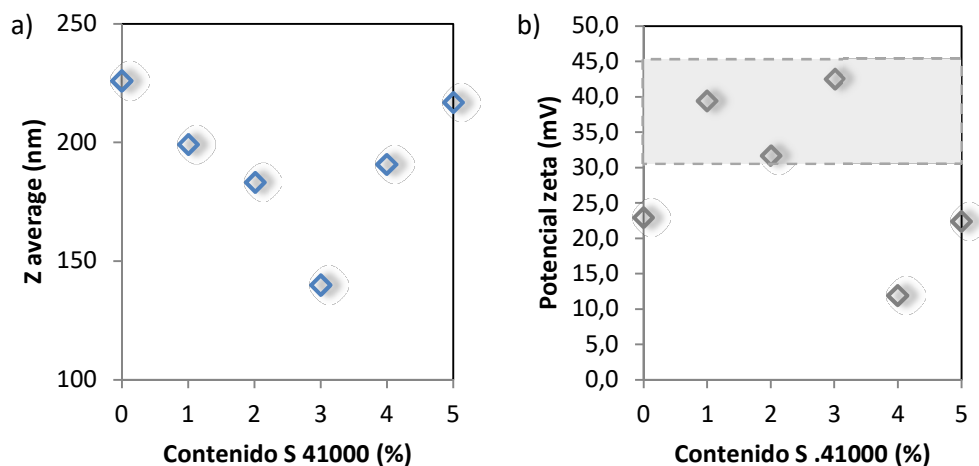 a)
250
200
150
100
Z average (nm)
0 1 2 3 4 5
Contenido S 41000 (%)
b)
50,0
45,0
40,0
35,0
30,0
25,0
20,0
15,0
10,0
5,0
0,0
Potencial zeta (mV)
0 1 2 3 4 5
Contenido S .41000 (%)